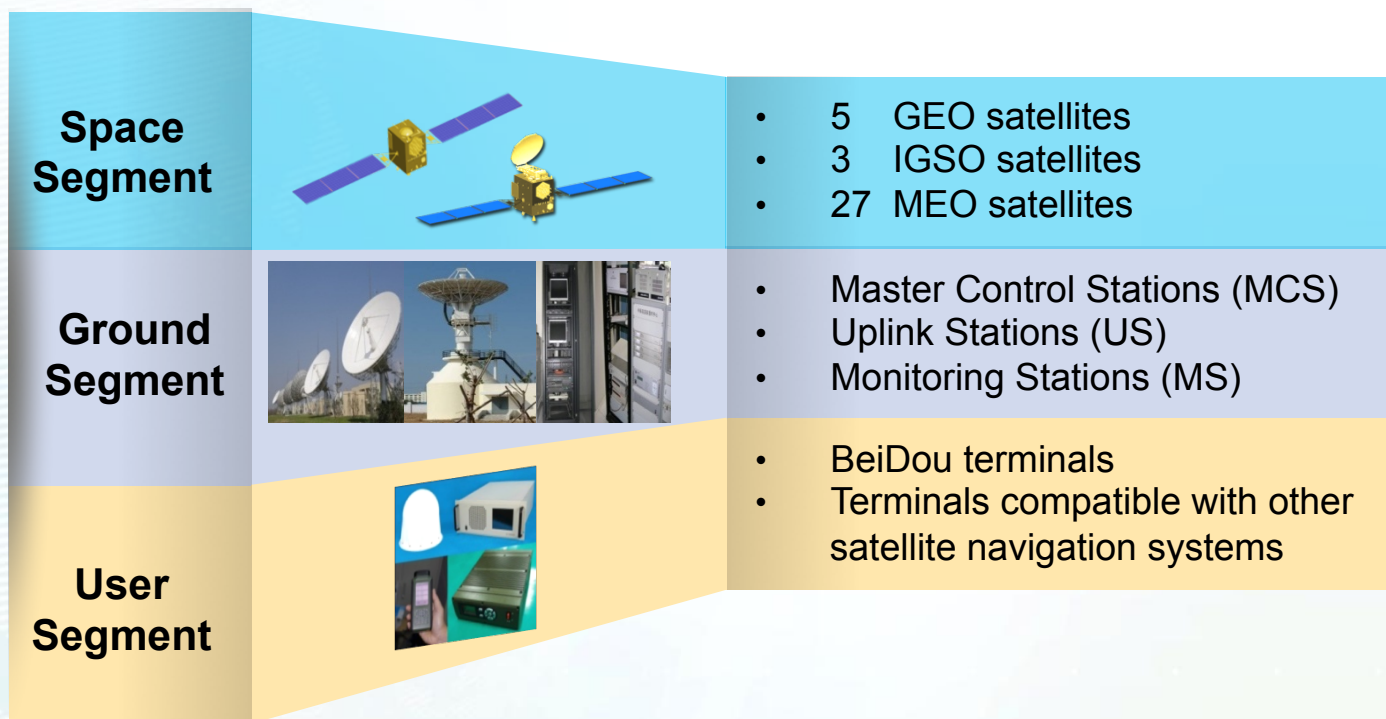 Space
Segment
• 5 GEO satellites
• 3 IGSO satellites
• 27 MEO satellites
Ground
Segment
• Master Control Stations (MCS)
• Uplink Stations (US)
• Monitoring Stations (MS)
User
Segment
• BeiDou terminals
• Terminals compatible with other
satellite navigation systems